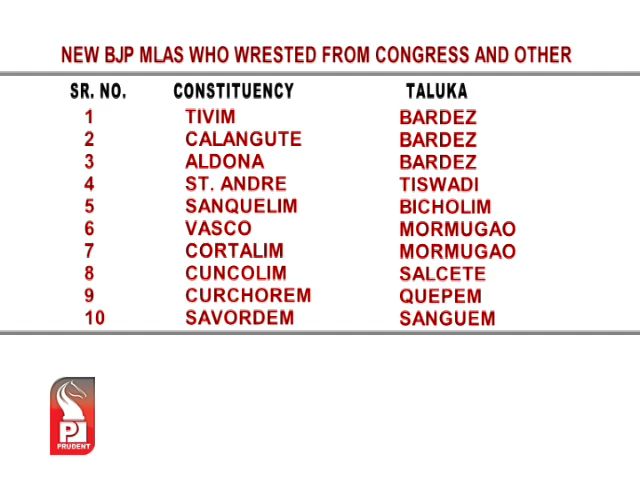 NEW BJP MLAS WHO WRESTED FROM CONGRESS AND OTHER
SR. NO. CONSTITUENCY TALUKA
1 TIVIM BARDEZ
2 CALANGUTE BARDEZ
3 ALDONA BARDEZ
4 ST. ANDRE TISWADI
5 SANQUELIM BICHOLIM
6 VASCO MORMUGAO
7 CORTALIM MORMUGAO
8 CUNCOLIM SALCETE
9 CURCHOREM QUEPEM
10 SAVORDEM SANGUEM
P
PRUDENT